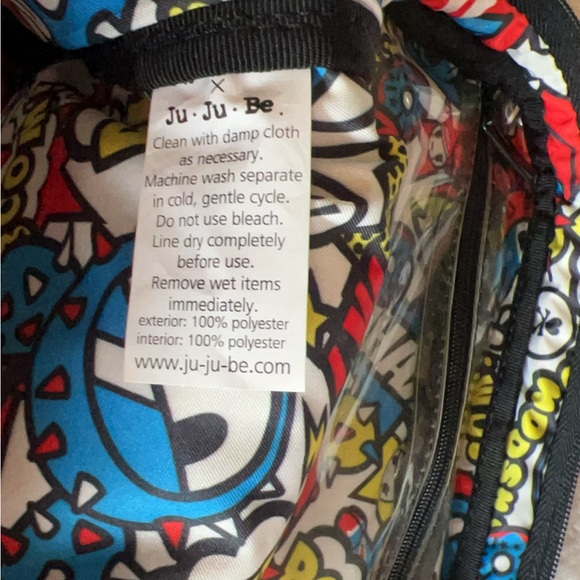 ×
Ju·Ju·Be.
Clean with damp cloth
as necessary.
Machine wash separate
in cold, gentle cycle.
Do not use bleach.
Line dry completely
before use.
Remove wet items
immediately.
exterior: 100% polyester
interior: 100% polyester
www.ju-ju-be.com